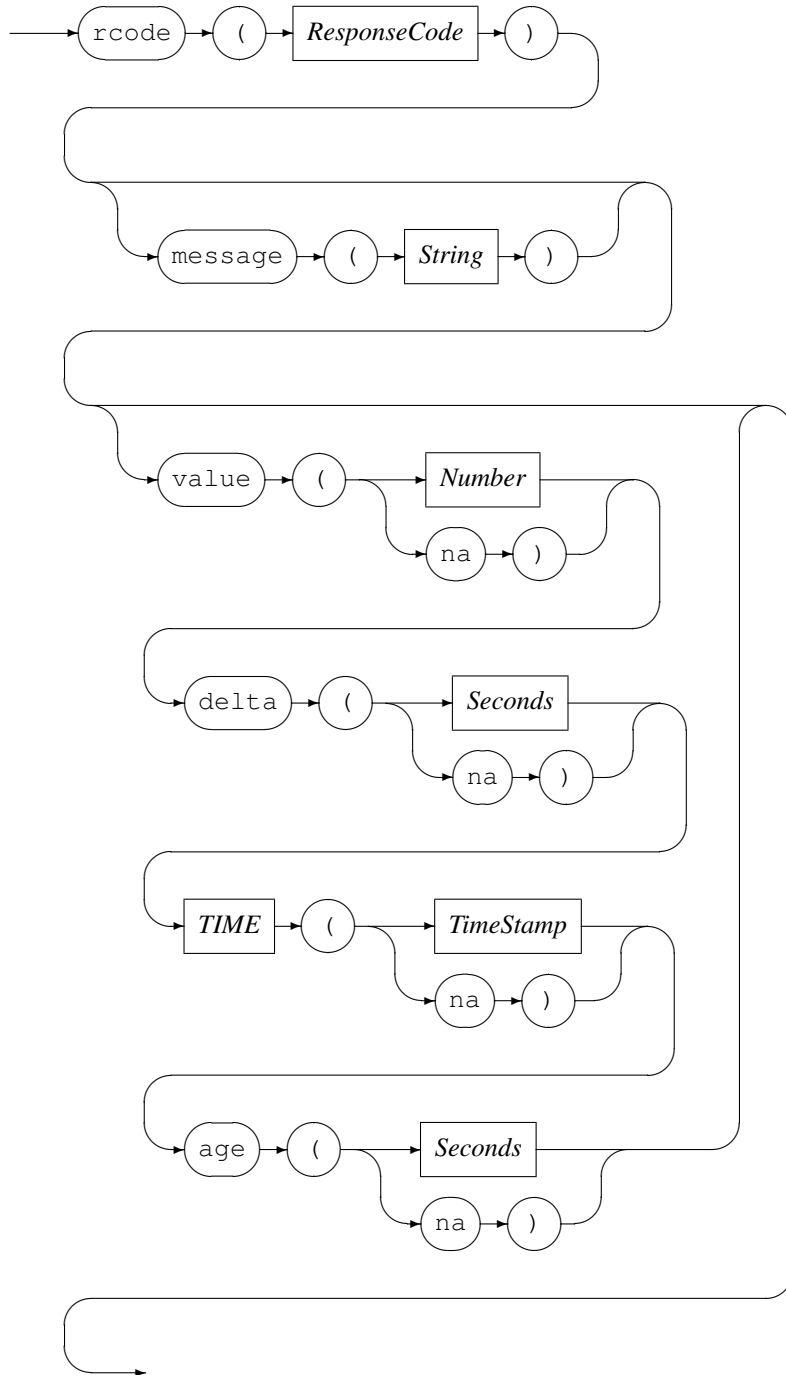 rcode ( ResponseCode )
message ( String )
value ( Number
na )
delta ( Seconds
na )
TIME ( TimeStamp
na )
age ( Seconds
na )